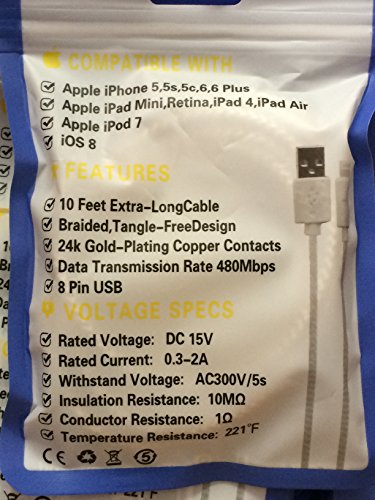 COMPATIBLE WITH
Apple iPhone 5,5s,5c,6,6 Plus
Apple iPad Mini,Retina,iPad 4,iPad Air
Apple iPod 7
iOS 8
FEATURES
10 Feet Extra-LongCable
Braided,Tangle-FreeDesign
24k Gold-Plating Copper Contacts
Data Transmission Rate 480Mbps
8 Pin USB
VOLTAGE SPECS
Rated Voltage: DC 15V
Rated Current: 0.3-2A
Withstand Voltage: AC300V/5s
Insulation Resistance: 10MΩ
Conductor Resistance: 1Ω
Temperature Resistance: 221°F
CE 5